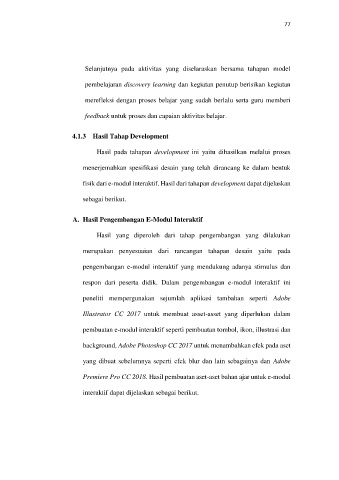 77
Selanjutnya pada aktivitas yang diselaraskan bersama tahapan model
pembelajaran discovery learning dan kegiatan penutup berisikan kegiatan
merefleksi dengan proses belajar yang sudah berlalu serta guru memberi
feedback untuk proses dan capaian aktivitas belajar.
4.1.3 Hasil Tahap Development
Hasil pada tahapan development ini yaitu dihasilkan melalui proses
menerjemahkan spesifikasi desain yang telah dirancang ke dalam bentuk
fisik dari e-modul interaktif. Hasil dari tahapan development dapat dijelaskan
sebagai berikut.
A. Hasil Pengembangan E-Modul Interaktif
Hasil yang diperoleh dari tahap pengembangan yang dilakukan
merupakan penyesuaian dari rancangan tahapan desain yaitu pada
pengembangan e-modul interaktif yang mendukung adanya stimulus dan
respon dari peserta didik. Dalam pengembangan e-modul interaktif ini
peneliti mempergunakan sejumlah aplikasi tambahan seperti Adobe
Illustrator CC 2017 untuk membuat asset-asset yang diperlukan dalam
pembuatan e-modul interaktif seperti pembuatan tombol, ikon, illustrasi dan
background, Adobe Photoshop CC 2017 untuk menambahkan efek pada aset
yang dibuat sebelumnya seperti efek blur dan lain sebagainya dan Adobe
Premiere Pro CC 2018. Hasil pembuatan aset-aset bahan ajar untuk e-modul
interaktif dapat dijelaskan sebagai berikut.